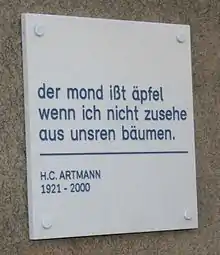 der mond ißt äpfel
wenn ich nicht zusehe
aus unsren bäumen.
H.C. ARTMANN
1921 - 2000